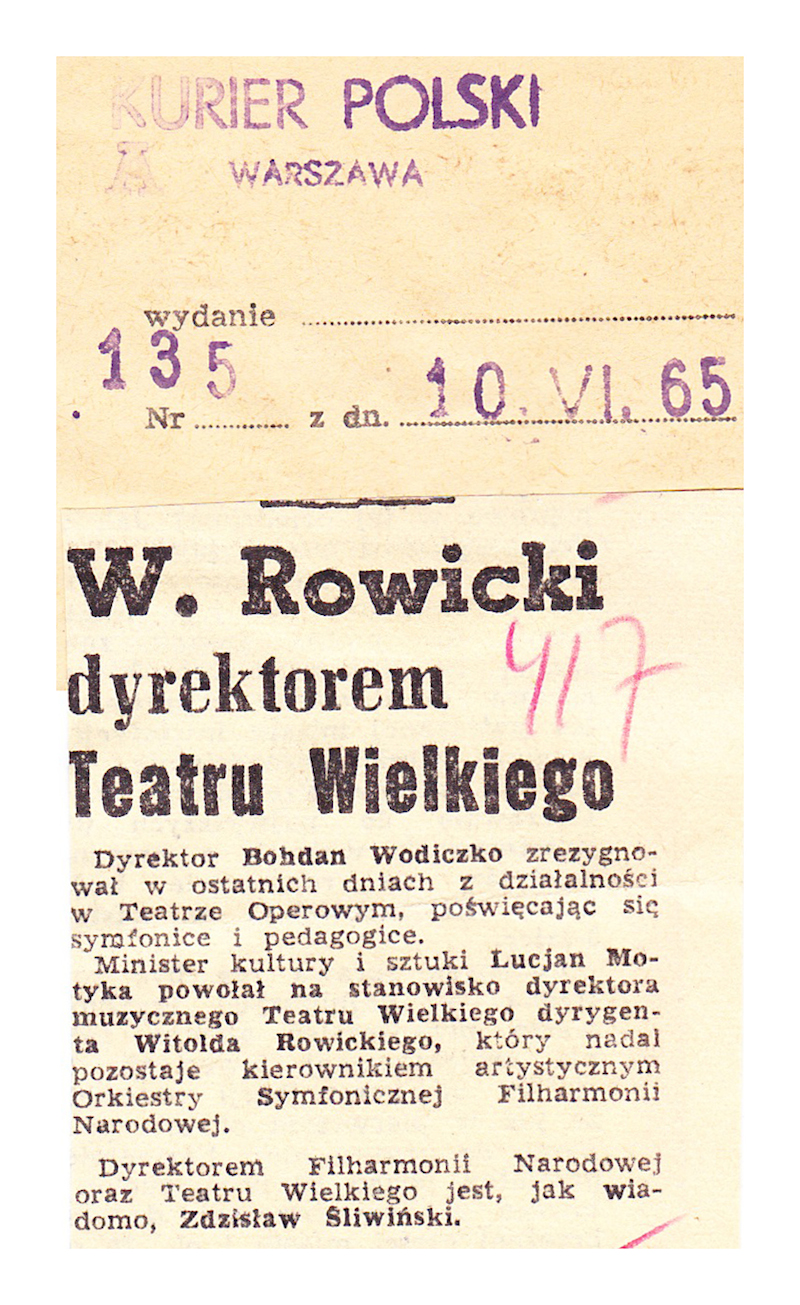 KURIER POLSKI
A WARSZAWA
wydanie
135 10. VI. 65
Nr z dn.
W. Rowicki
417
dyrektorem
Teatru Wielkiego
Dyrektor Bohdan Wodiczko zrezygno-
wał w ostatnich dniach z działalności
w Teatrze Operowym, poświęcając się
symfonice i pedagogice.
Minister kultury i sztuki Lucjan Mo-
tyka powołał na stanowisko dyrektora
muzycznego Teatru Wielkiego dyrygen-
ta Witolda Rowickiego, który nadal
pozostaje kierownikiem artystycznym
Orkiestry Symfonicznej Filharmonii
Narodowej.
Dyrektorem Filharmonii Narodowej
oraz Teatru Wielkiego jest, jak wia-
domo, Zdzisław Śliwiński.